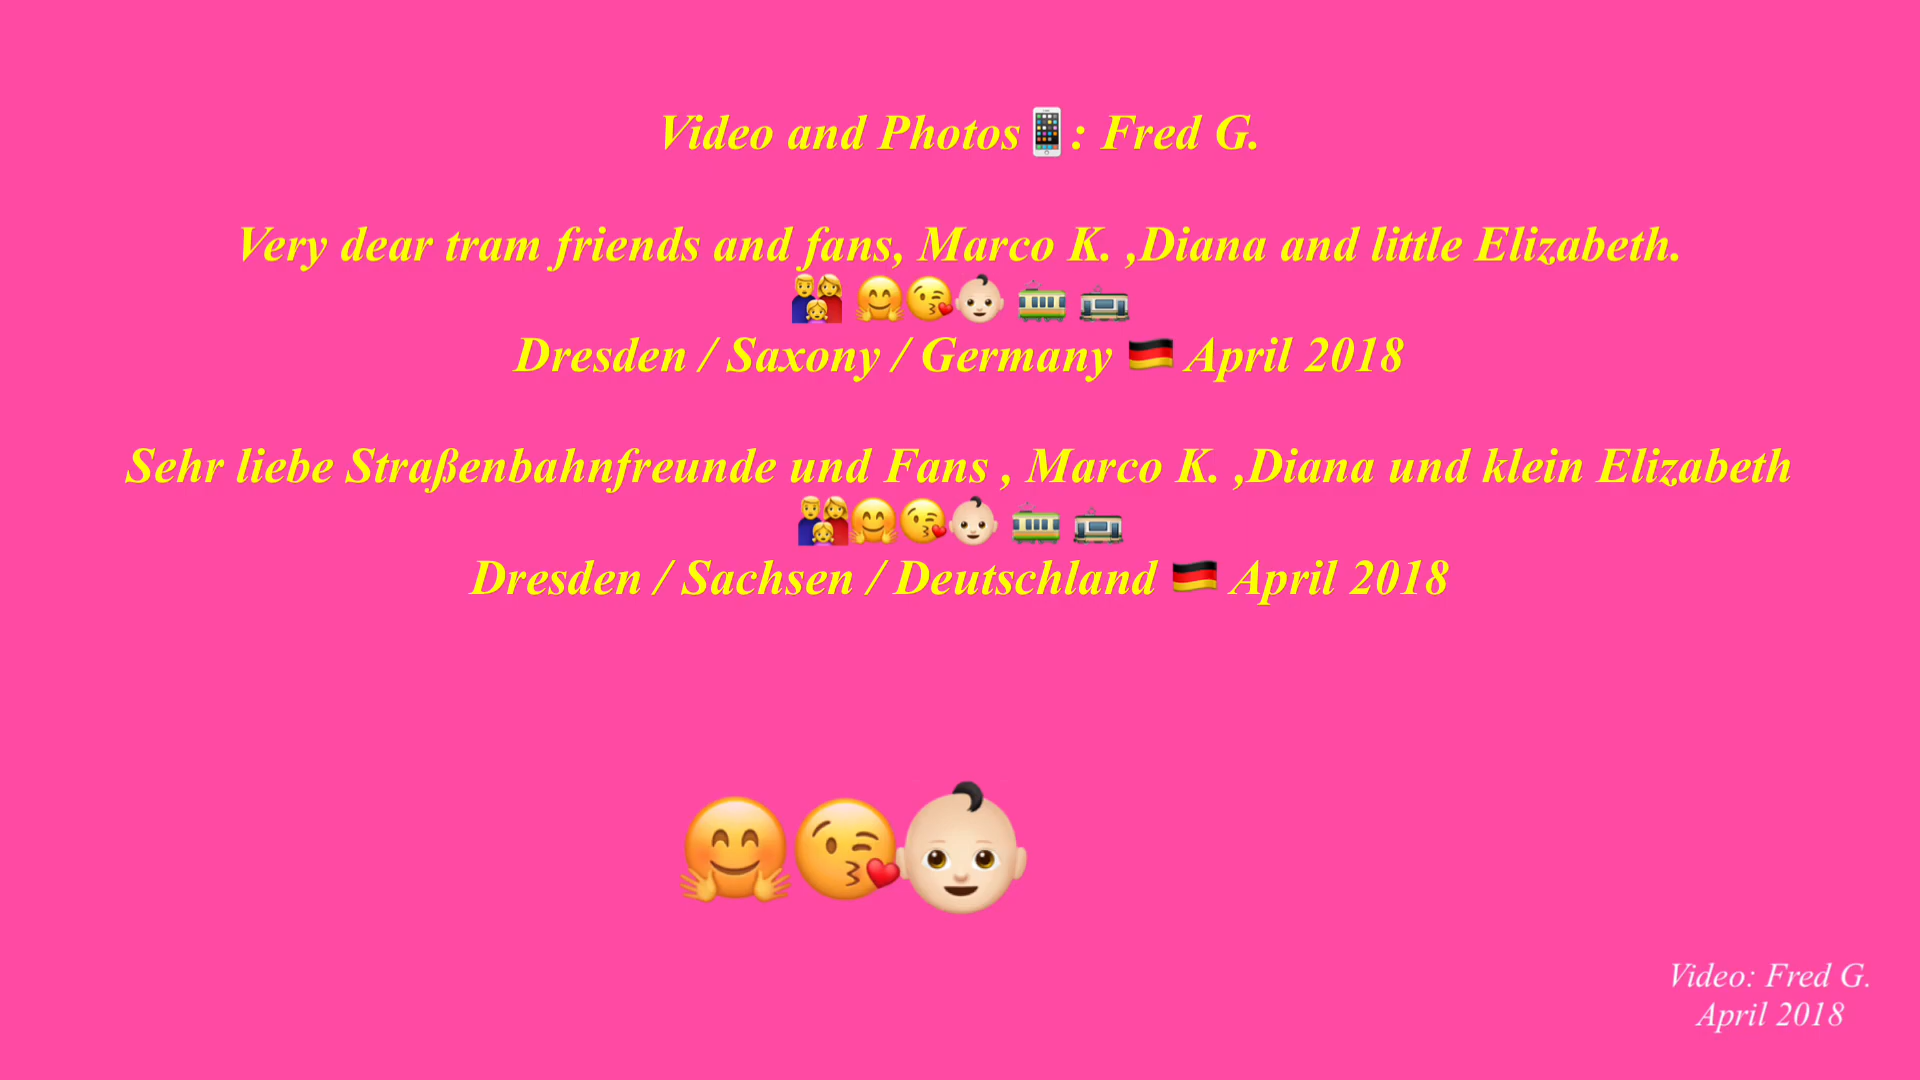 Video and Photos📱: Fred G.
Very dear tram friends and fans, Marco K. ,Diana and little Elizabeth.
👨‍👩‍👧 🤗😘👶🏻 🚋 🚊
Dresden / Saxony / Germany 🇩🇪 April 2018
Sehr liebe Straßenbahnfreunde und Fans , Marco K. ,Diana und klein Elizabeth
👨‍👩‍👧🤗😘👶🏻 🚋 🚊
Dresden / Sachsen / Deutschland 🇩🇪 April 2018
🤗😘👶🏻
Video: Fred G.
April 2018